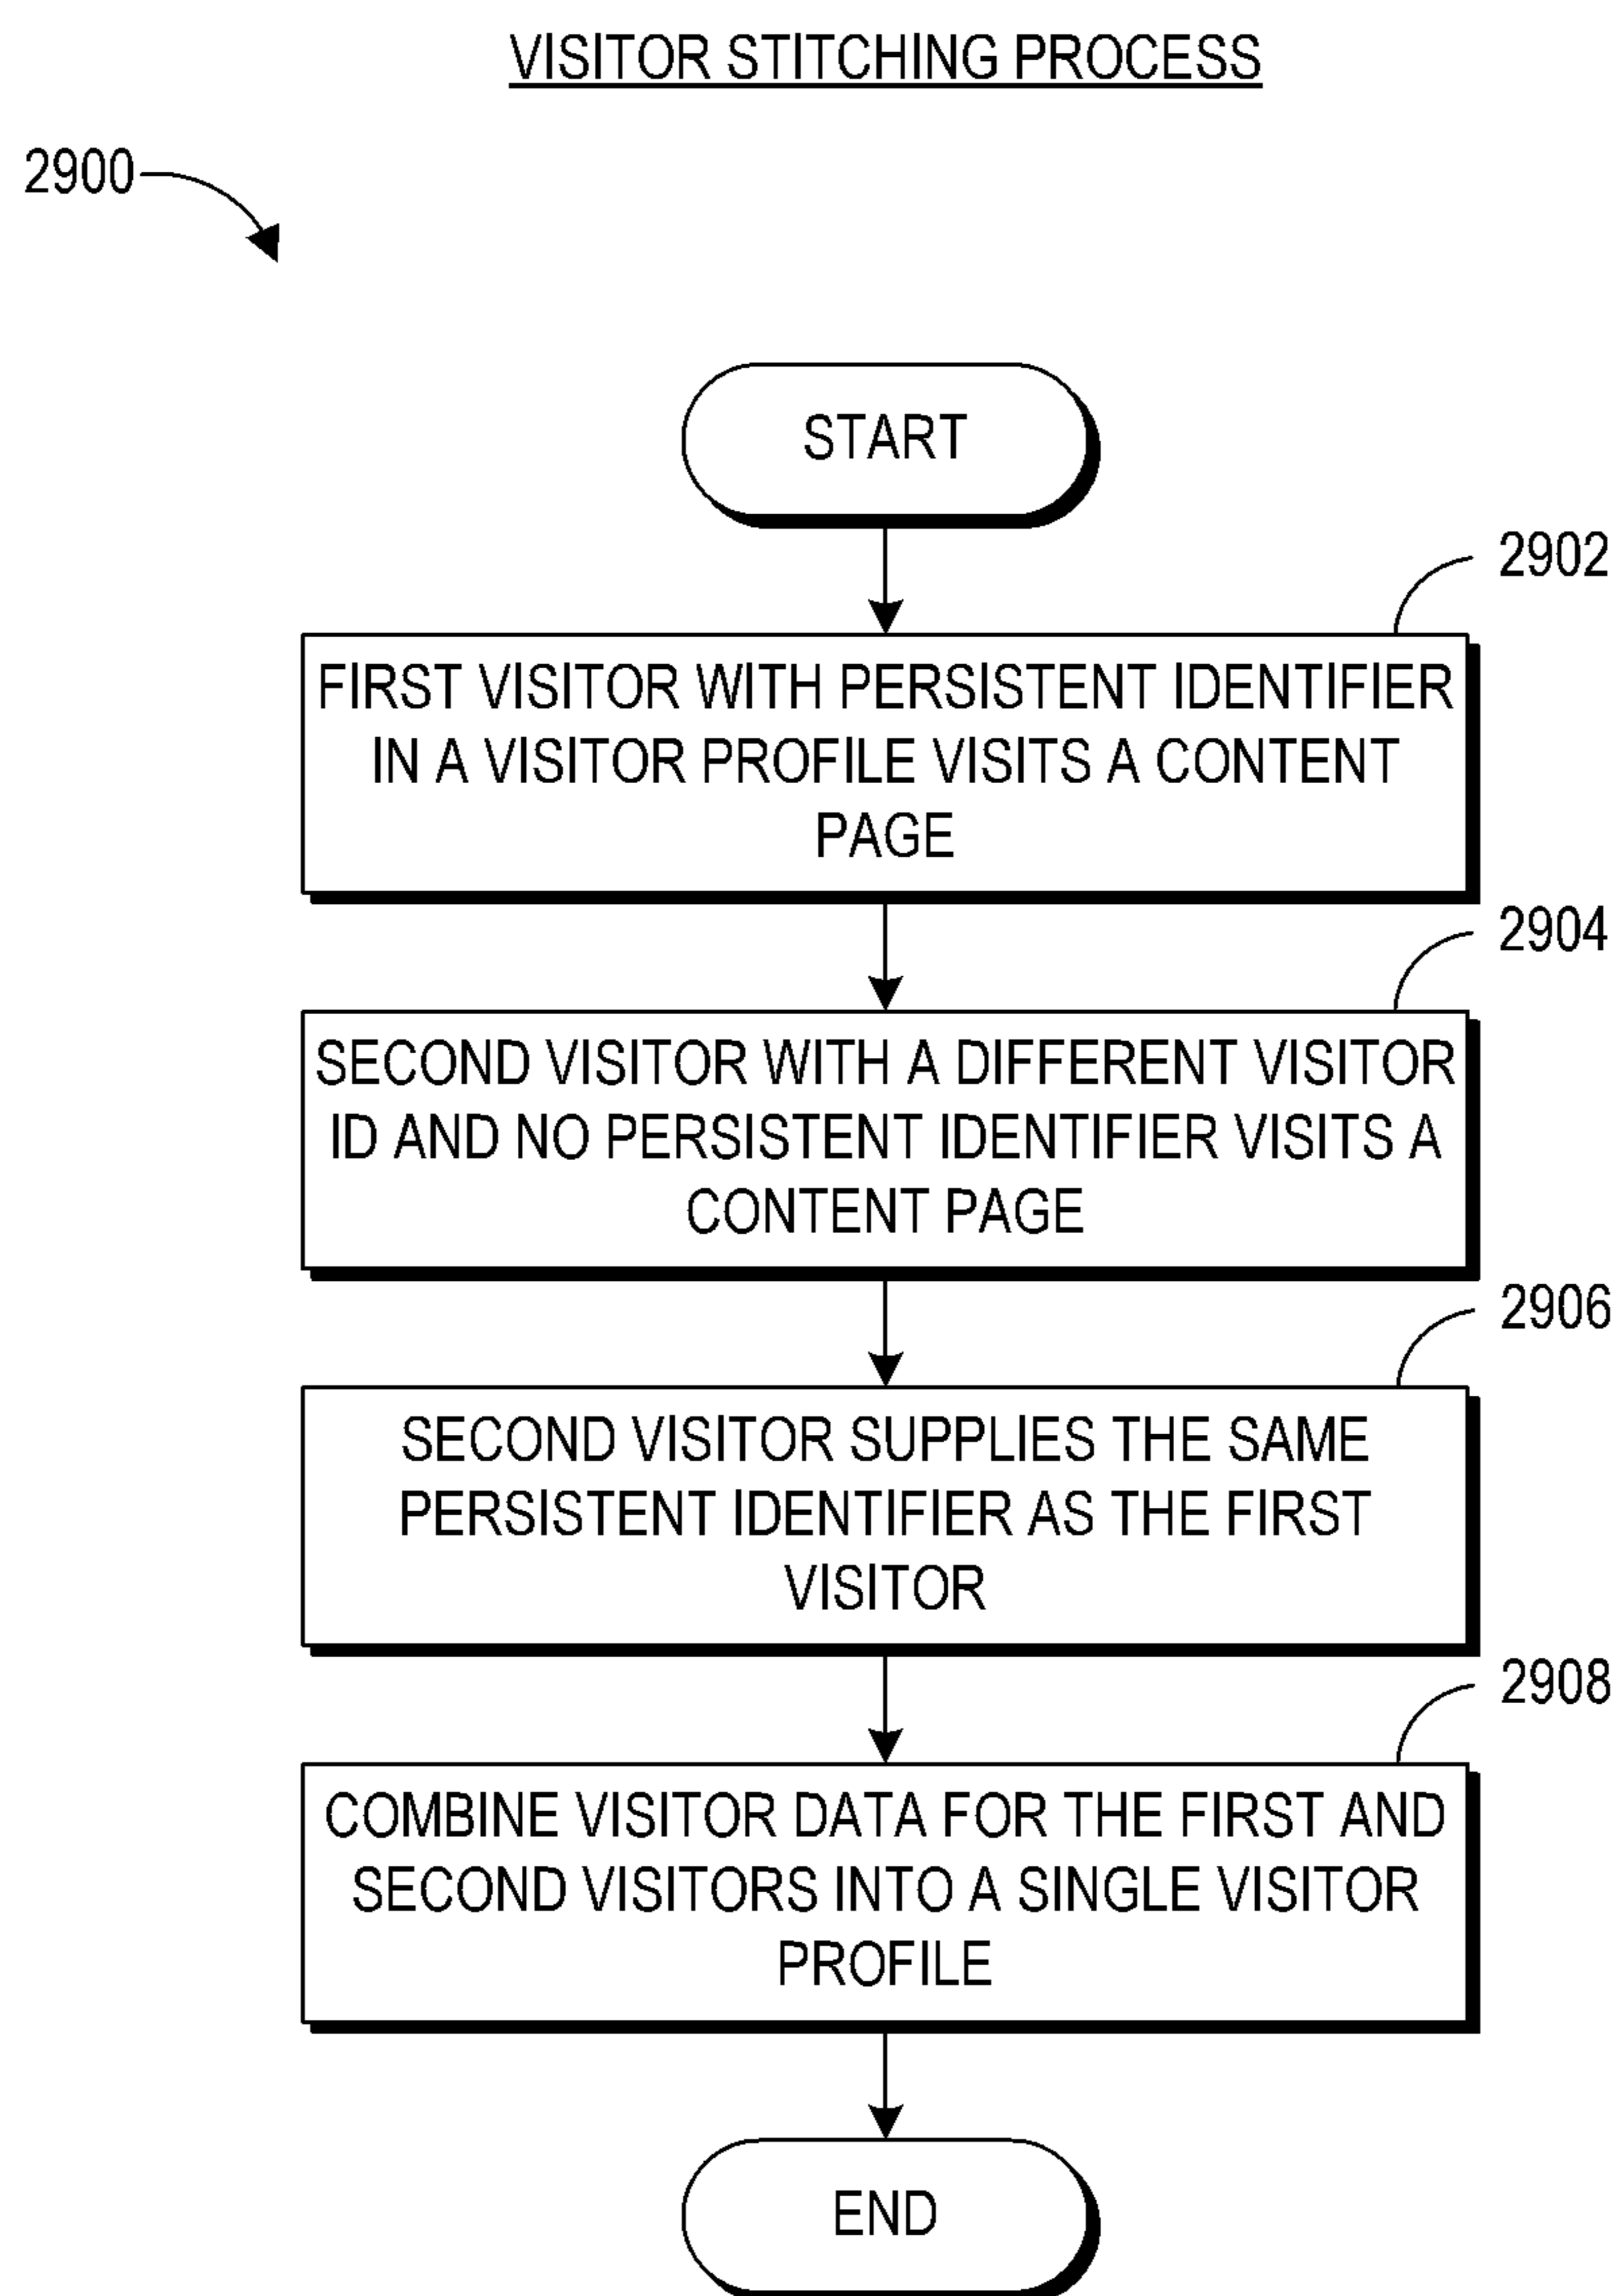 VISITOR STITCHING PROCESS
2900
START
2902
FIRST VISITOR WITH PERSISTENT IDENTIFIER
IN A VISITOR PROFILE VISITS A CONTENT
PAGE
2904
SECOND VISITOR WITH A DIFFERENT VISITOR
ID AND NO PERSISTENT IDENTIFIER VISITS A
CONTENT PAGE
2906
SECOND VISITOR SUPPLIES THE SAME
PERSISTENT IDENTIFIER AS THE FIRST
VISITOR
2908
COMBINE VISITOR DATA FOR THE FIRST AND
SECOND VISITORS INTO A SINGLE VISITOR
PROFILE
END